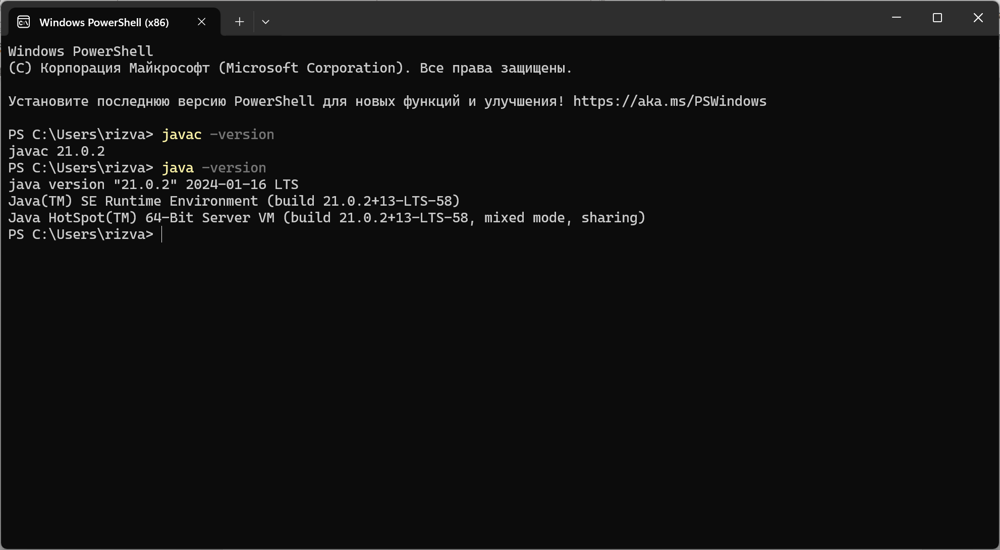 Windows PowerShell (x86)
Windows PowerShell
(C) Корпорация Майкрософт (Microsoft Corporation). Все права защищены.
Установите последнюю версию PowerShell для новых функций и улучшения! https://aka.ms/PSWindows
PS C:\Users\rizva> javac -version
javac 21.0.2
PS C:\Users\rizva> java -version
java version "21.0.2" 2024-01-16 LTS
Java(TM) SE Runtime Environment (build 21.0.2+13-LTS-58)
Java HotSpot(TM) 64-Bit Server VM (build 21.0.2+13-LTS-58, mixed mode, sharing)
PS C:\Users\rizva>